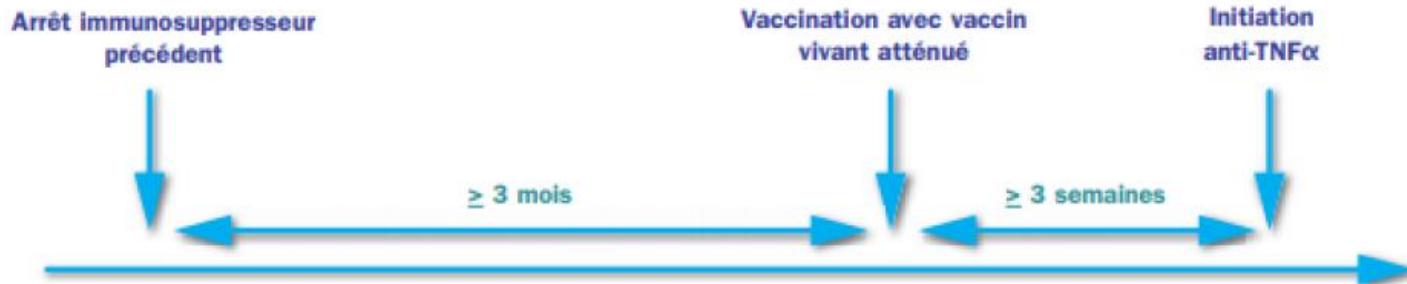 Arrêt immunosuppresseur
précédent
Vaccination avec vaccin
vivant atténué
Initiation
anti-TNFα
≥ 3 mois
≥ 3 semaines